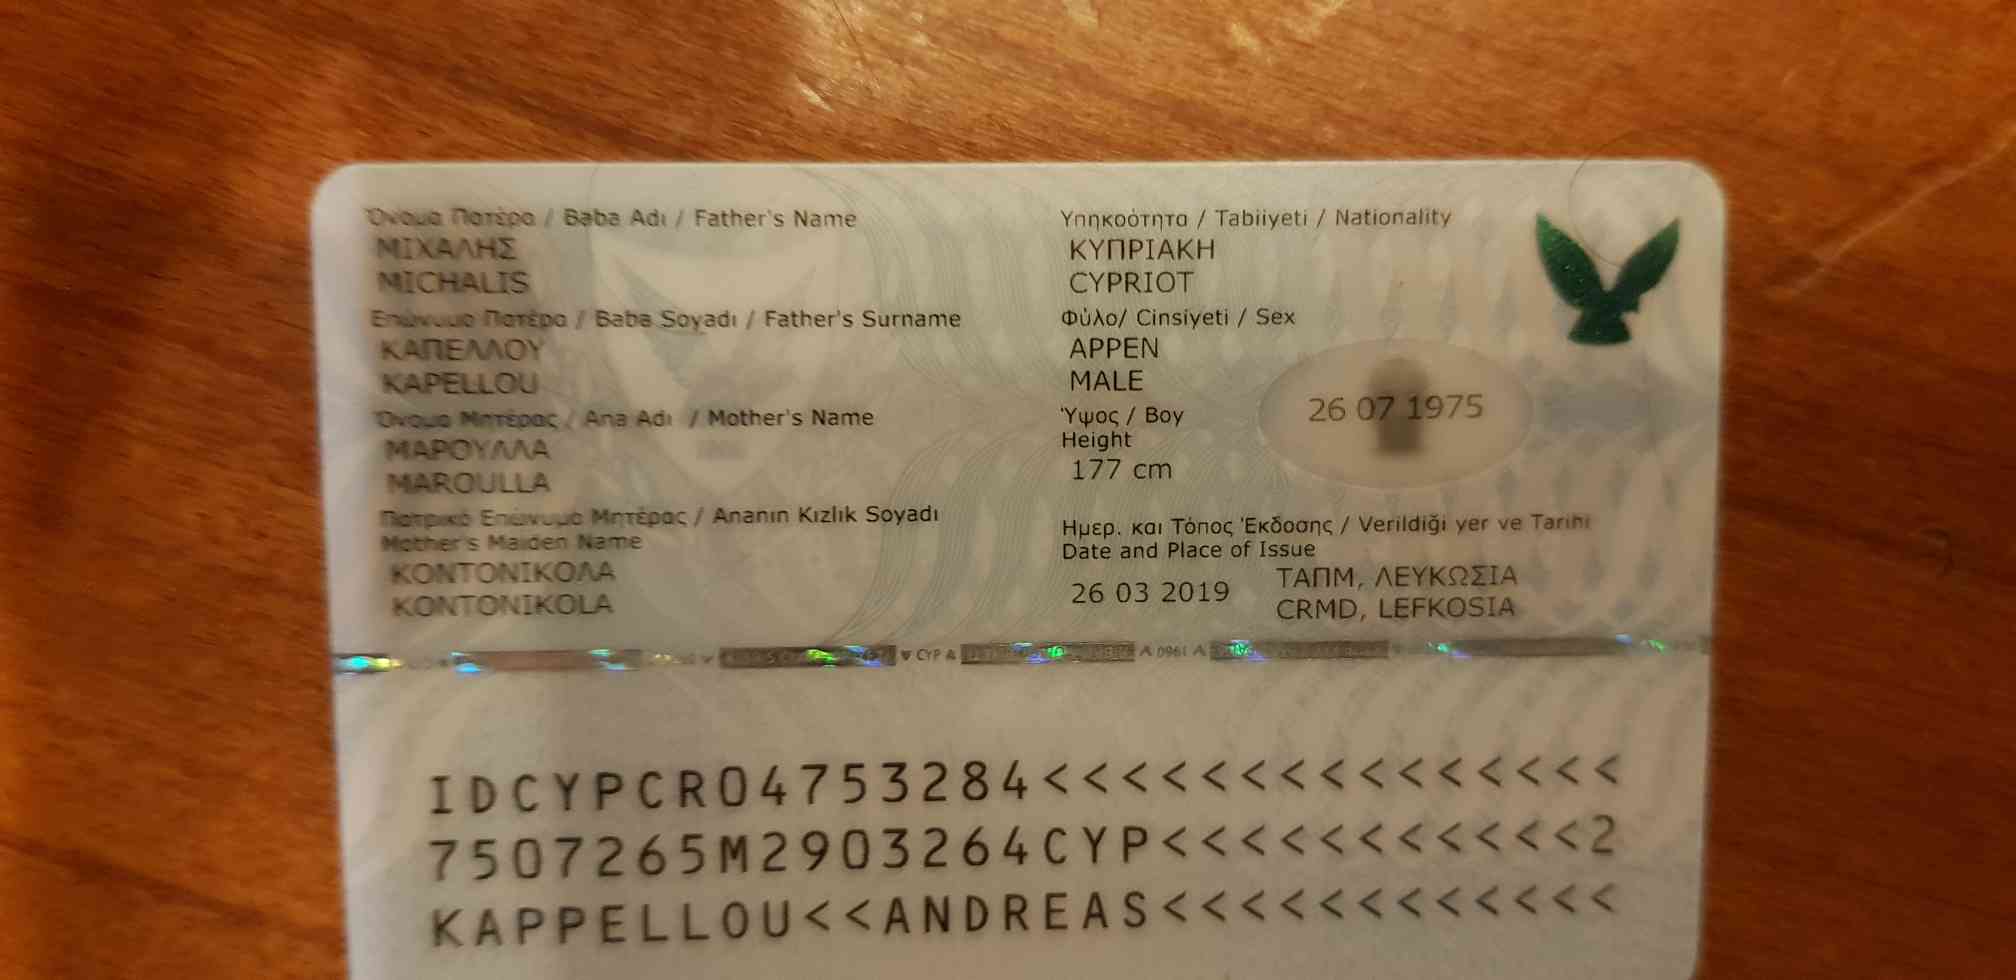 Όνομα Πατέρα / Baba Adı / Father's Name
ΜΙΧΑΛΗΣ
MICHALIS
Επώνυμο Πατέρα / Baba Soyadı / Father's Surname
ΚΑΠΕΛΛΟΥ
KAPELLOU
Όνομα Μητέρας / Ana Adı / Mother's Name
ΜΑΡΟΥΛΛΑ
MAROULLA
Πατρικό Επώνυμο Μητέρας / Ananın Kızlık Soyadı
Mother's Maiden Name
ΚΟΝΤΟΝΙΚΟΛΑ
KONTONIKOLA
Υπηκοότητα / Tabiiyeti / Nationality
ΚΥΠΡΙΑΚΗ
CYPRIOT
Φύλο/ Cinsiyeti / Sex
ΑΡΡΕΝ
MALE
Ύψος / Boy
Height
177 cm
26 07 1975
Ημερ. και Τόπος Έκδοσης / Verildiği yer ve Tarihi
Date and Place of Issue
26 03 2019
ΤΑΠΜ, ΛΕΥΚΩΣΙΑ
CRMD, LEFKOSIA
CYP
1960
IDCYPCR04753284<<<<<<<<<<<<<<<
7507265M2903264CYP<<<<<<<<<<<2
KAPPELLOU<<ANDREAS<<<<<<<<<<<<